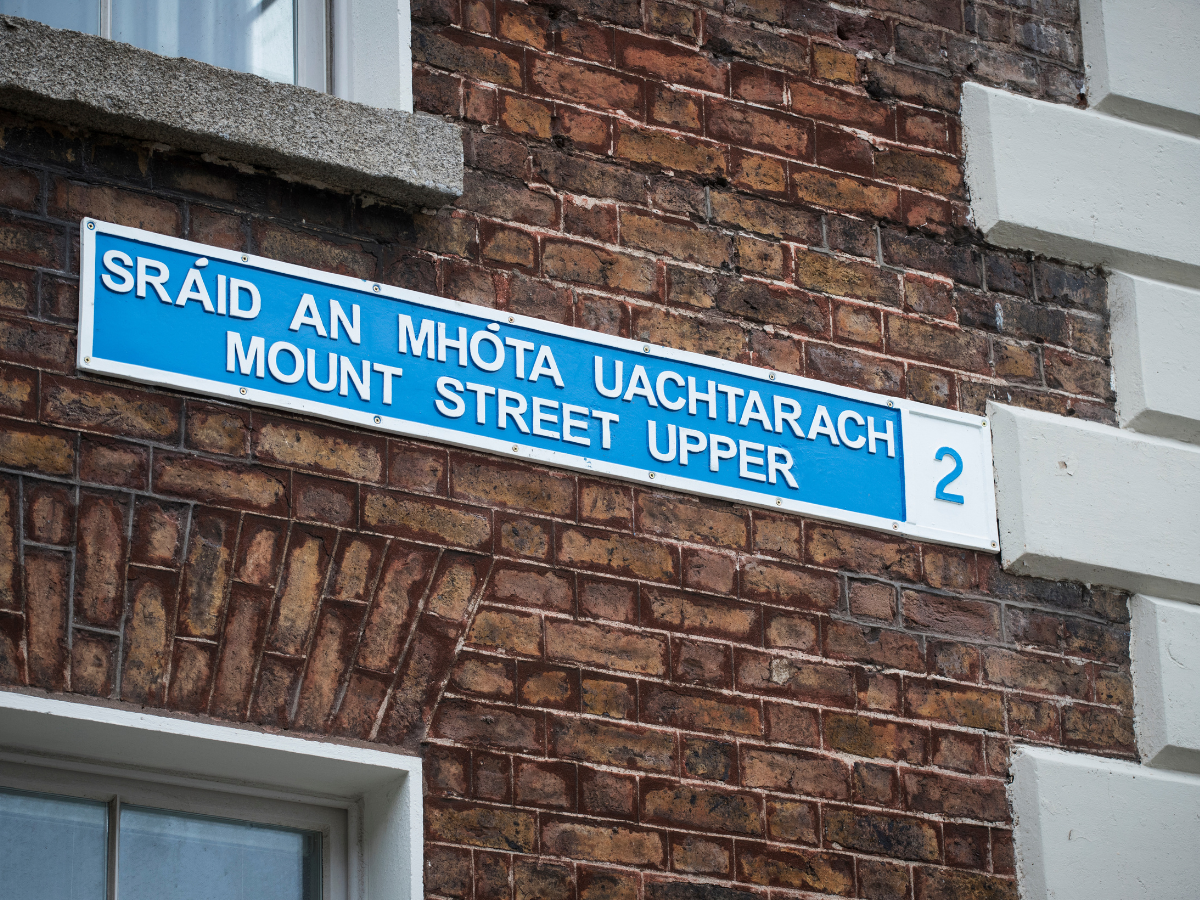 SRÁID AN MHÓTA UACHTARACH
MOUNT STREET UPPER
2